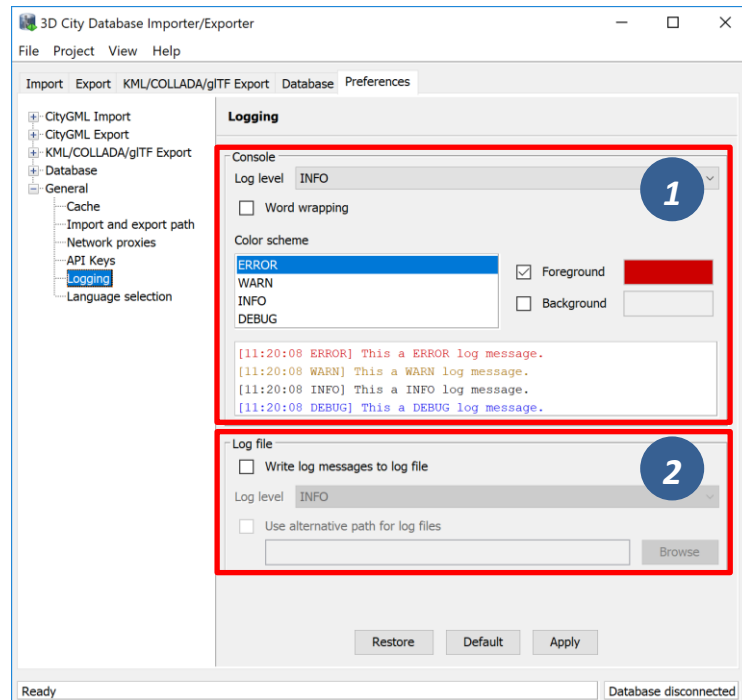 3D City Database Importer/Exporter
File Project View Help
Import Export KML/COLLADA/glTF Export Database Preferences
CityGML Import
CityGML Export
KML/COLLADA/glTF Export
Database
General
Cache
Import and export path
Network proxies
API Keys
Logging
Language selection
Logging
Console
Log level INFO
1
Word wrapping
Color scheme
ERROR
WARN
INFO
DEBUG
Foreground
Background
[11:20:08 ERROR] This a ERROR log message.
[11:20:08 WARN] This a WARN log message.
[11:20:08 INFO] This a INFO log message.
[11:20:08 DEBUG] This a DEBUG log message.
Log file
Write log messages to log file
2
Log level INFO
Use alternative path for log files
Browse
Restore Default Apply
Ready Database disconnected